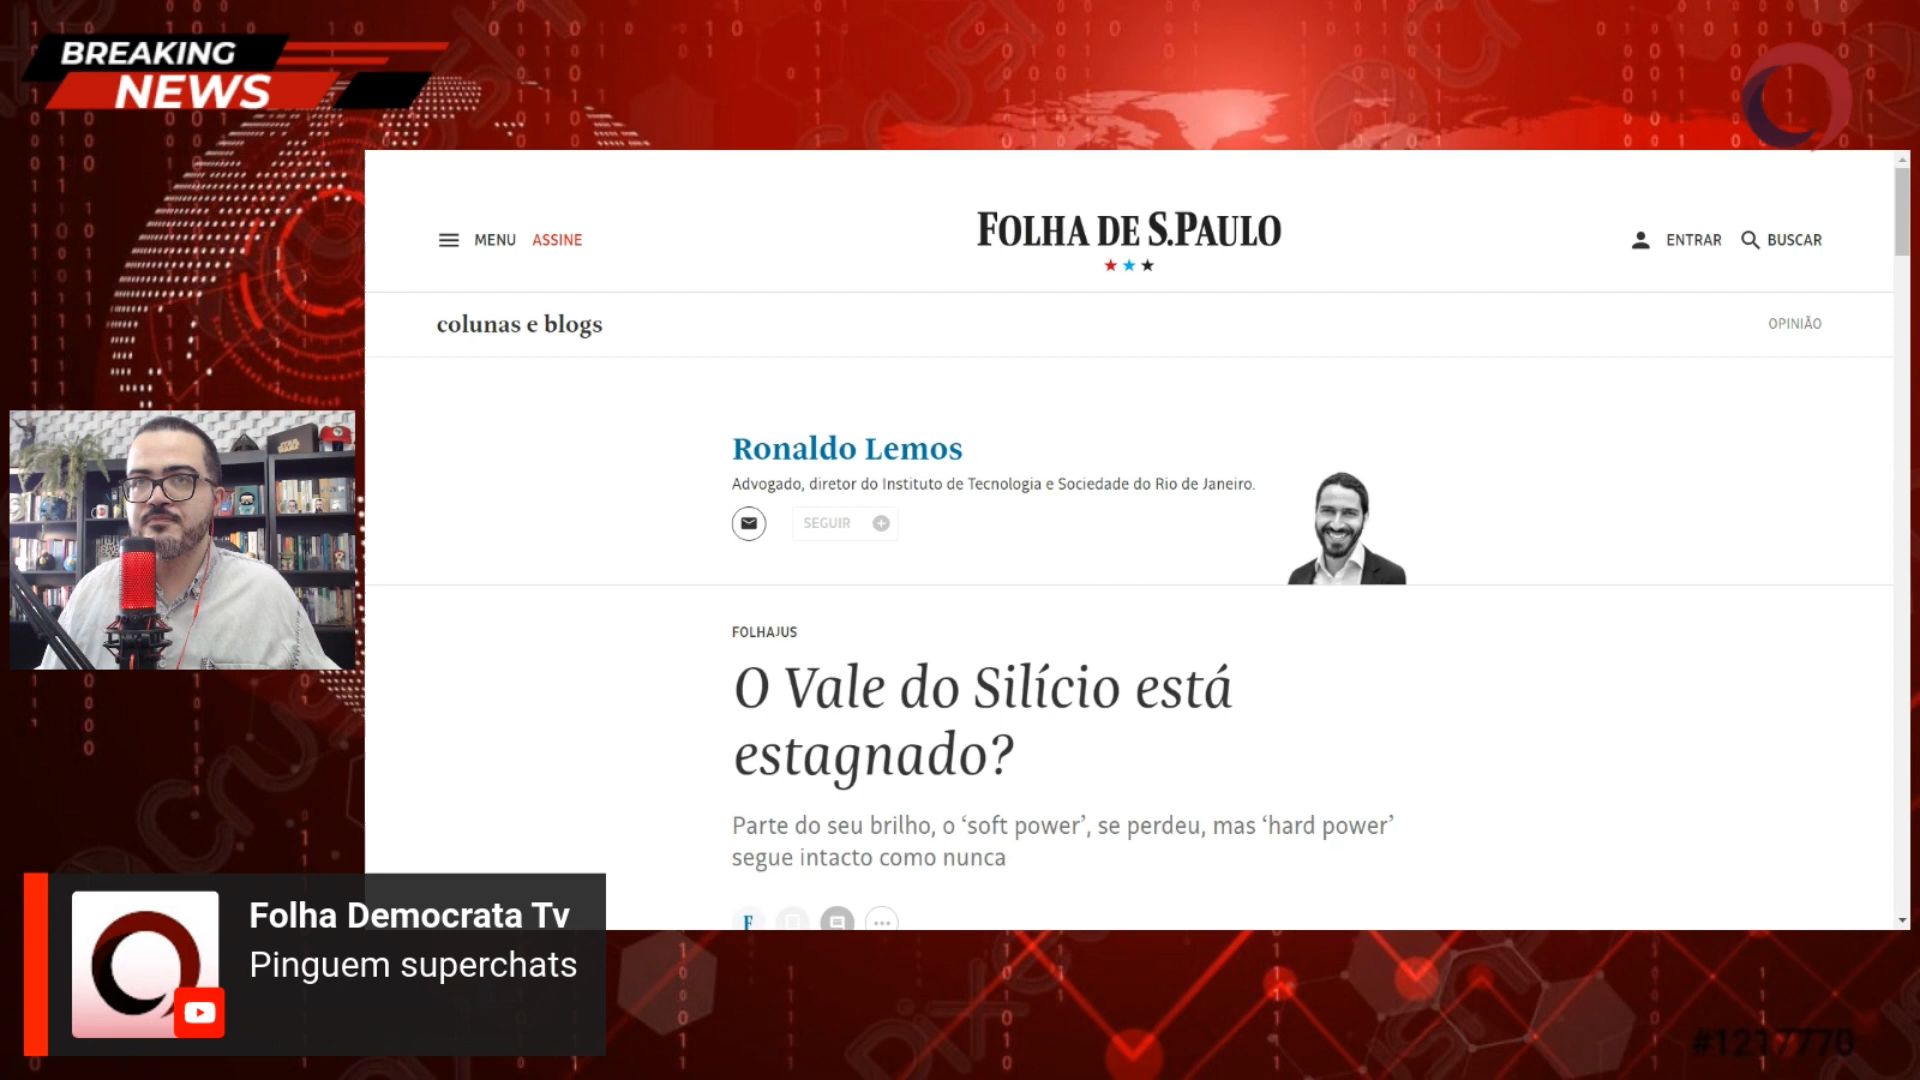 BREAKING
NEWS
MENU ASSINE
FOLHA DE S.PAULO
ENTRAR BUSCAR
colunas e blogs
OPINIÃO
Ronaldo Lemos
Advogado, diretor do Instituto de Tecnologia e Sociedade do Rio de Janeiro.
SEGUIR
FOLHAJUS
O Vale do Silício está
estagnado?
Parte do seu brilho, o ‘soft power’, se perdeu, mas ‘hard power’
segue intacto como nunca
F
Folha Democrata Tv
Pinguem superchats
#1217770